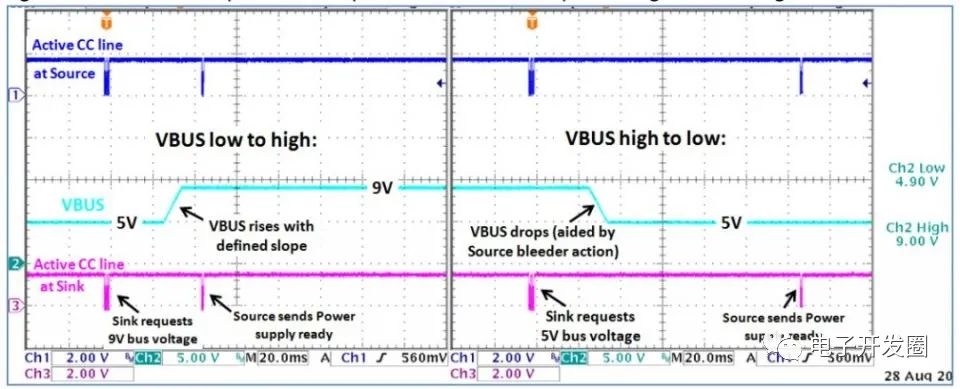 Active CC line
at Source
1
VBUS low to high:
VBUS
5V
9V
VBUS rises with
defined slope
2
Active CC line
at Sink
3
Sink requests
9V bus voltage
Source sends Power
supply ready
Ch1 2.00 V Ch2 5.00 V M 20.0ms A Ch1 560mV
Ch3 2.00 V
VBUS high to low:
VBUS drops (aided by
Source bleeder action)
5V
Sink requests
5V bus voltage
Source sends Power
supply ready
Ch1 2.00 V Ch2 5.00 V M 20.0ms A Ch1 560mV
Ch3 2.00 V
Ch2 Low
4.90 V
Ch2 High
9.00 V
电子开发圈
28 Aug 20